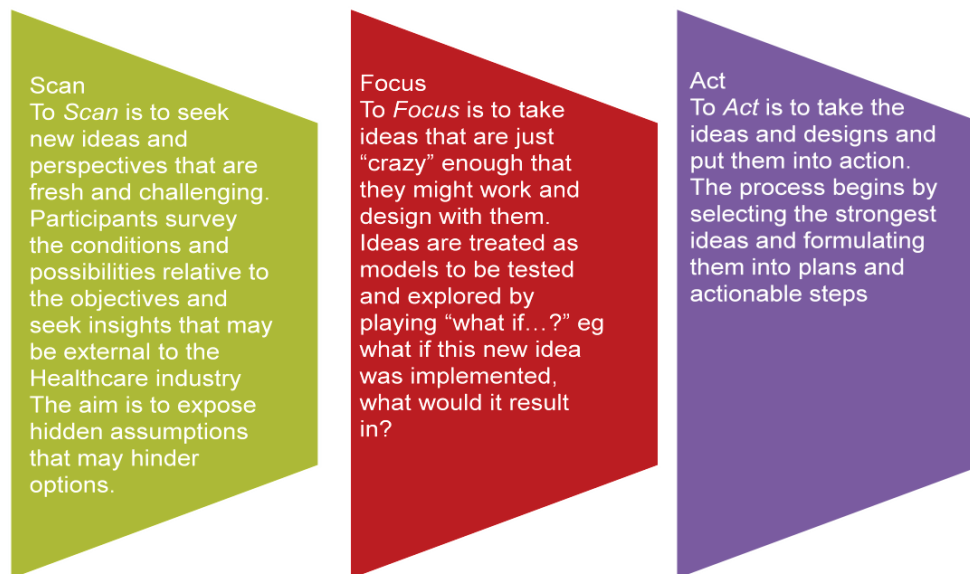 Scan
To Scan is to seek
new ideas and
perspectives that are
fresh and challenging.
Participants survey
the conditions and
possibilities relative to
the objectives and
seek insights that may
be external to the
Healthcare industry
The aim is to expose
hidden assumptions
that may hinder
options.
Focus
To Focus is to take
ideas that are just
“crazy” enough that
they might work and
design with them.
Ideas are treated as
models to be tested
and explored by
playing “what if…?” eg
what if this new idea
was implemented,
what would it result
in?
Act
To Act is to take the
ideas and designs and
put them into action.
The process begins by
selecting the strongest
ideas and formulating
them into plans and
actionable steps